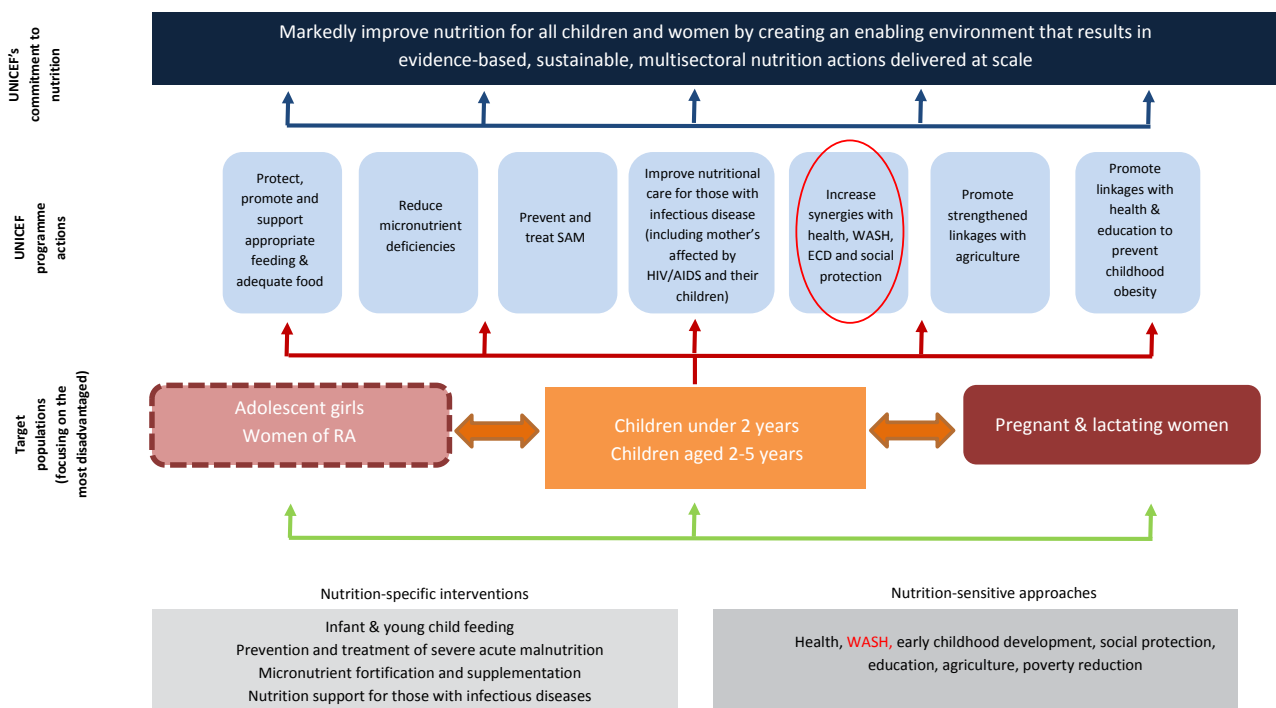 UNICEF's
commitment to
nutrition
Markedly improve nutrition for all children and women by creating an enabling environment that results in
evidence-based, sustainable, multisectoral nutrition actions delivered at scale
UNICEF
programme
actions
Protect,
promote and
support
appropriate
feeding &
adequate food
Reduce
micronutrient
deficiencies
Prevent and
treat SAM
Improve nutritional
care for those with
infectious disease
(including mother's
affected by
HIV/AIDS and their
children)
Increase
synergies with
health, WASH,
ECD and social
protection
Promote
strengthened
linkages with
agriculture
Promote
linkages with
health &
education to
prevent
childhood
obesity
Target
populations
(focusing on the
most disadvantaged)
Adolescent girls
Women of RA
Children under 2 years
Children aged 2-5 years
Pregnant & lactating women
Nutrition-specific interventions
Infant & young child feeding
Prevention and treatment of severe acute malnutrition
Micronutrient fortification and supplementation
Nutrition support for those with infectious diseases
Nutrition-sensitive approaches
Health, WASH, early childhood development, social protection,
education, agriculture, poverty reduction